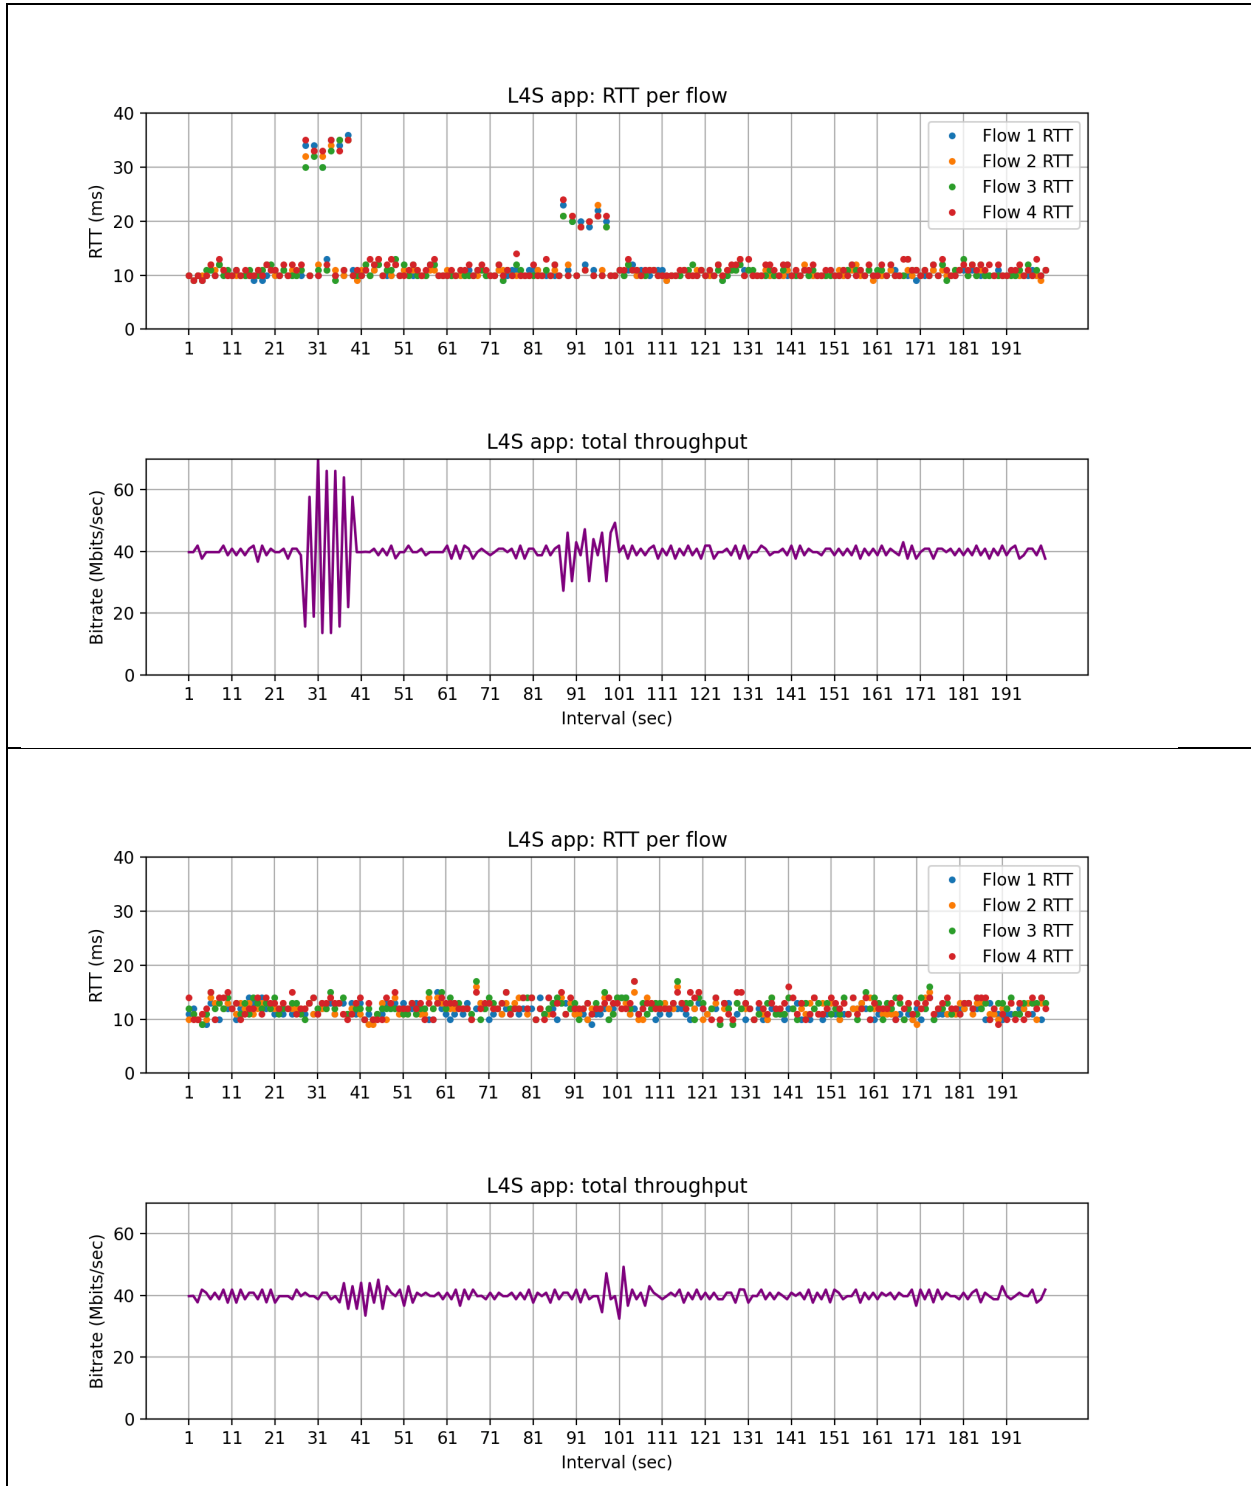 L4S app: RTT per flow
40
30
20
10
0
RTT (ms)
Flow 1 RTT
Flow 2 RTT
Flow 3 RTT
Flow 4 RTT
1 11 21 31 41 51 61 71 81 91 101 111 121 131 141 151 161 171 181 191
L4S app: total throughput
60
40
20
0
Bitrate (Mbits/sec)
1 11 21 31 41 51 61 71 81 91 101 111 121 131 141 151 161 171 181 191
Interval (sec)
L4S app: RTT per flow
40
30
20
10
0
RTT (ms)
Flow 1 RTT
Flow 2 RTT
Flow 3 RTT
Flow 4 RTT
1 11 21 31 41 51 61 71 81 91 101 111 121 131 141 151 161 171 181 191
L4S app: total throughput
60
40
20
0
Bitrate (Mbits/sec)
1 11 21 31 41 51 61 71 81 91 101 111 121 131 141 151 161 171 181 191
Interval (sec)